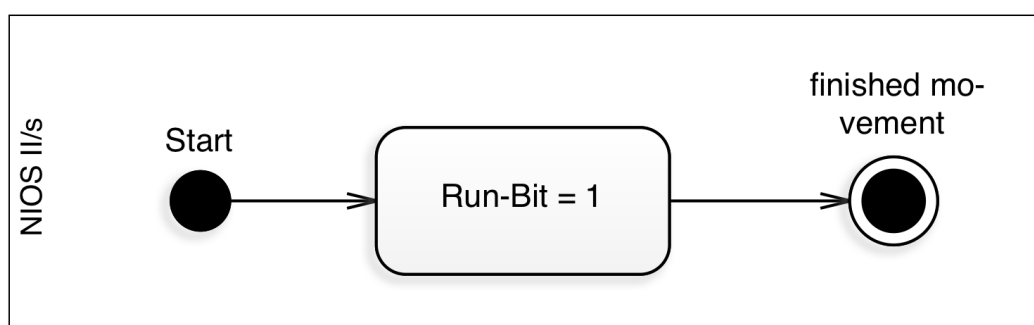 NIOS II/s
Start
Run-Bit = 1
finished mo-
vement